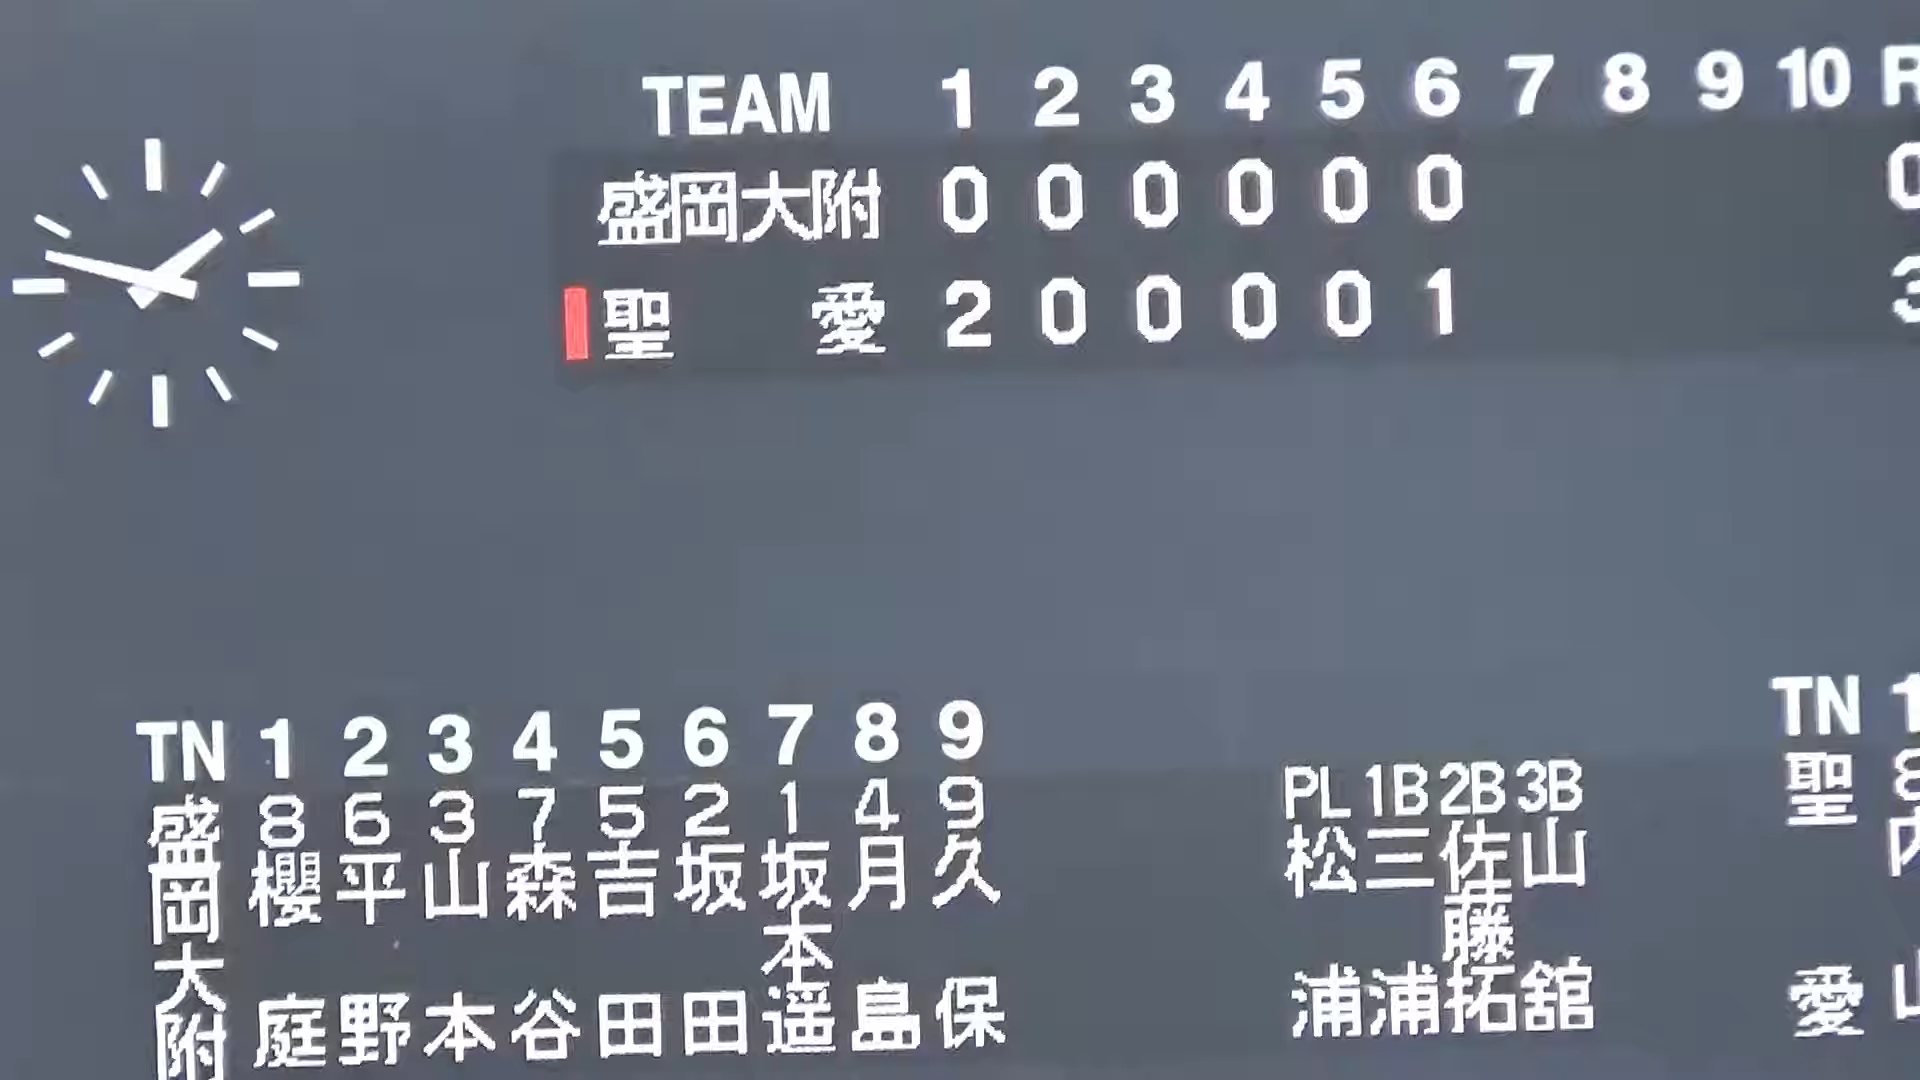 TEAM 1 2 3 4 5 6 7 8 9 10 R
盛岡大附 0 0 0 0 0 0 0
聖愛 2 0 0 0 0 1 3
TN 1 2 3 4 5 6 7 8 9
盛岡大附
8 櫻庭
6 平野
3 山本
7 森谷
5 吉田
2 坂田
1 坂本遥
4 月島
9 久保
PL 松浦
1B 三浦
2B 佐藤拓
3B 山舘
TN 1
聖愛
8